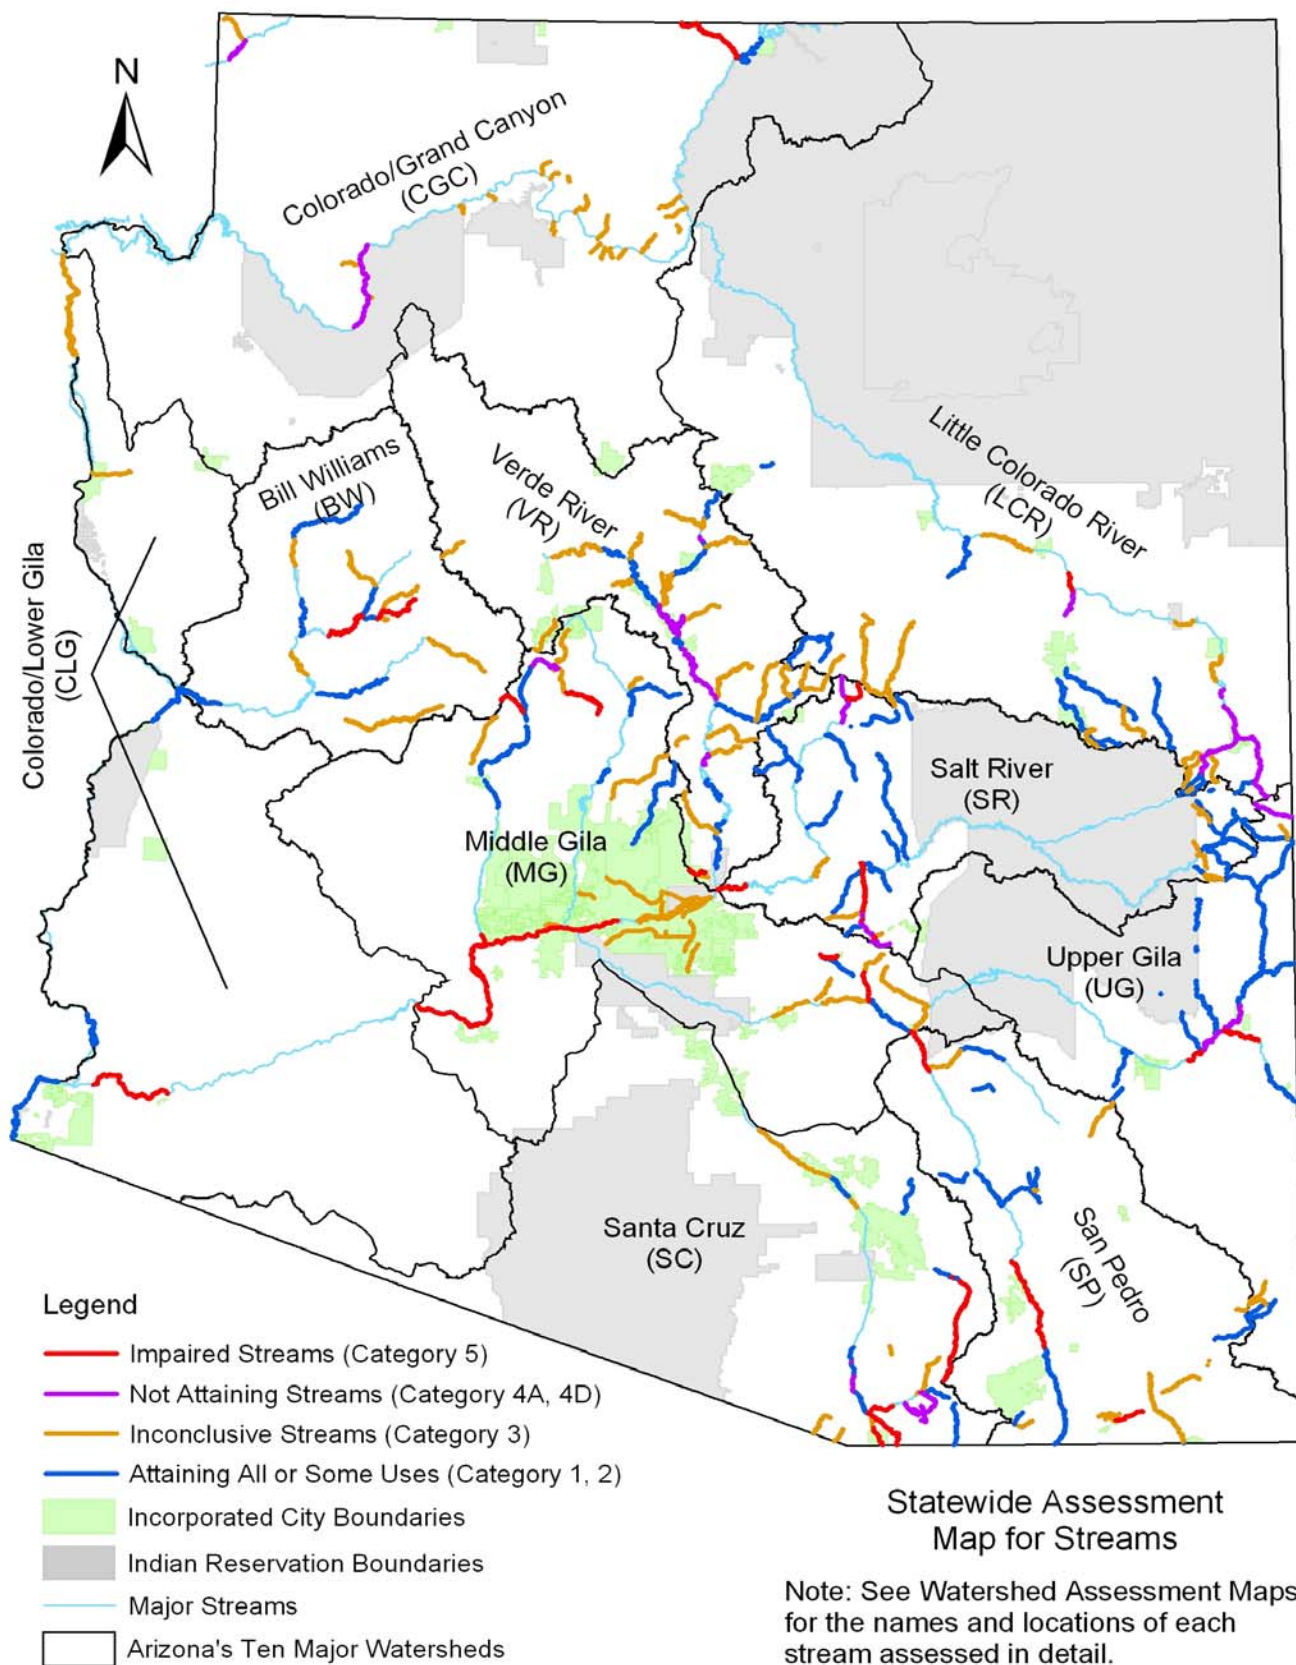 N
Colorado/Grand Canyon
(CGC)
Little Colorado River
(LCR)
Bill Williams
(BW)
Verde River
(VR)
Colorado/Lower Gila
(CLG)
Salt River
(SR)
Middle Gila
(MG)
Upper Gila
(UG)
Santa Cruz
(SC)
San Pedro
(SP)
Legend
Impaired Streams (Category 5)
Not Attaining Streams (Category 4A, 4D)
Inconclusive Streams (Category 3)
Attaining All or Some Uses (Category 1, 2)
Incorporated City Boundaries
Indian Reservation Boundaries
Major Streams
Arizona's Ten Major Watersheds
Statewide Assessment
Map for Streams
Note: See Watershed Assessment Maps
for the names and locations of each
stream assessed in detail.